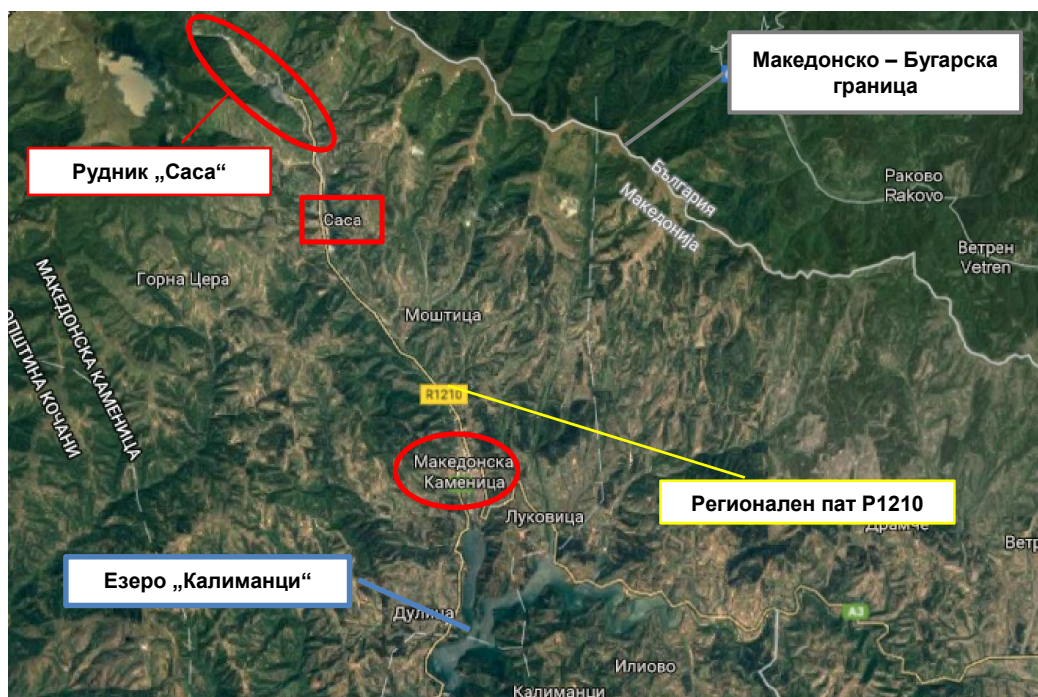 Македонско – Бугарска
граница
Рудник „Саса“
България
Македонија
Раково
Rakovo
Саса
Ветрен
Vetren
Горна Цера
МАКЕДОНСКА КАМЕНИЦА
ОПШТИНА КОЧАНИ
Моштица
R1210
Македонска
Каменица
Регионален пат Р1210
Луковица
Драмче
Ветр
Езеро „Калиманци“
Дулица
A3
Илиово
Калиманци